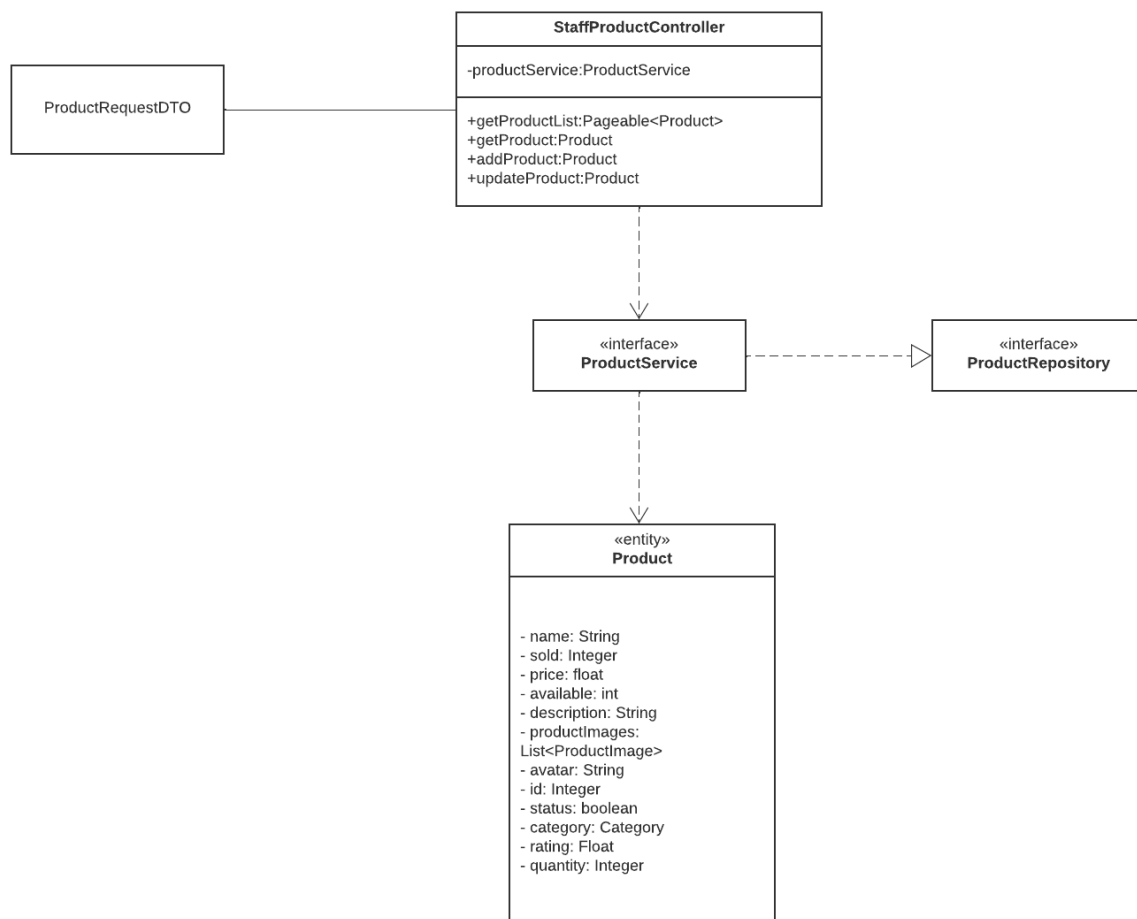 StaffProductController
-productService:ProductService
ProductRequestDTO
+getProductList:Pageable<Product>
+getProduct:Product
+addProduct:Product
+updateProduct:Product
«interface»
ProductService
«interface»
ProductRepository
«entity»
Product
- name: String
- sold: Integer
- price: float
- available: int
- description: String
- productImages:
List<ProductImage>
- avatar: String
- id: Integer
- status: boolean
- category: Category
- rating: Float
- quantity: Integer